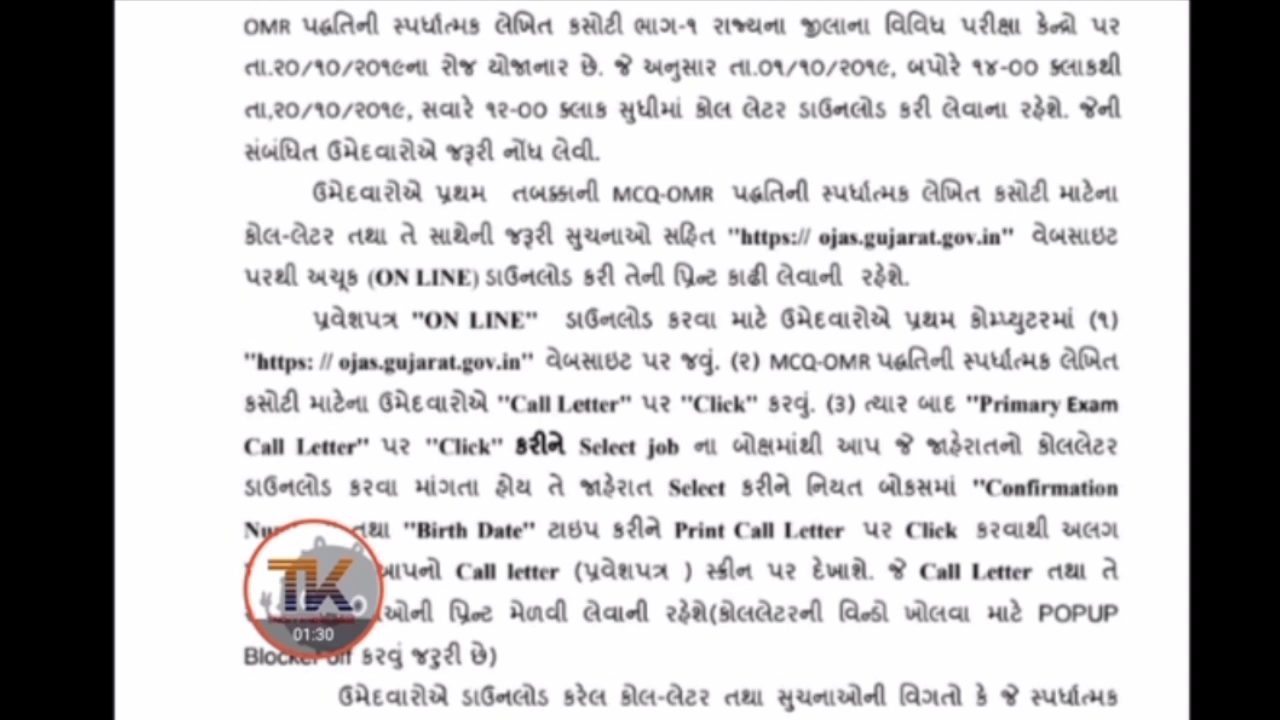 OMR પદ્ધતિની સ્પર્ધાત્મક લેખિત કસોટી ભાગ-૧ રાજ્યના જીલાના વિવિધ પરીક્ષા કેન્દ્રો પર
તા.૨૦/૧૦/૨૦૧૯ના રોજ યોજાનાર છે. જે અનુસાર તા.૦૧/૧૦/૨૦૧૯, બપોરે ૧૪-૦૦ ક્લાકથી
તા,૨૦/૧૦/૨૦૧૯, સવારે ૧૨-૦૦ ક્લાક સુધીમાં કોલ લેટર ડાઉનલોડ કરી લેવાના રહેશે. જેની
સંબંધિત ઉમેદવારોએ જરૂરી નોંધ લેવી.
ઉમેદવારોએ પ્રથમ તબક્કાની MCQ-OMR પદ્ધતિની સ્પર્ધાત્મક લેખિત કસોટી માટેના
કોલ-લેટર તથા તે સાથેની જરૂરી સુચનાઓ સહિત "https:// ojas.gujarat.gov.in" વેબસાઇટ
પરથી અચૂક (ON LINE) ડાઉનલોડ કરી તેની પ્રિન્ટ કાઢી લેવાની રહેશે.
પ્રવેશપત્ર "ON LINE" ડાઉનલોડ કરવા માટે ઉમેદવારોએ પ્રથમ કોમ્પ્યુટરમાં (૧)
"https: // ojas.gujarat.gov.in" વેબસાઇટ પર જવું. (૨) MCQ-OMR પદ્ધતિની સ્પર્ધાત્મક લેખિત
કસોટી માટેના ઉમેદવારોએ "Call Letter" પર "Click" કરવું. (૩) ત્યાર બાદ "Primary Exam
Call Letter" પર "Click" કરીને Select job ના બોક્ષમાંથી આપ જે જાહેરાતનો કોલલેટર
ડાઉનલોડ કરવા માંગતા હોય તે જાહેરાત Select કરીને નિયત બોકસમાં "Confirmation
તથા "Birth Date" ટાઇપ કરીને Print Call Letter પર Click કરવાથી અલગ
આપનો Call letter (પ્રવેશપત્ર ) સ્ક્રીન પર દેખાશે. જે Call Letter તથા તે
પ્રિન્ટ મેળવી લેવાની રહેશે(કોલલેટરની વિન્ડો ખોલવા માટે POPUP
Blocker off કરવું જરુરી છે)
ઉમેદવારોએ ડાઉનલોડ કરેલ કોલ-લેટર તથા સુચનાઓની વિગતો કે જે સ્પર્ધાત્મક
TK
01:30